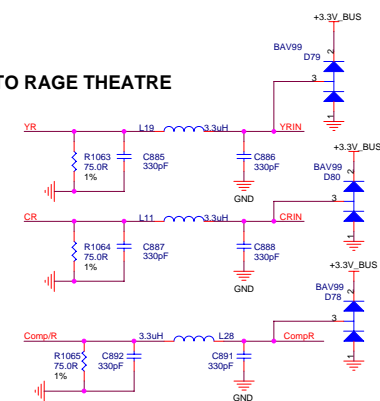 +3.3V_BUS
BAV99
D79
2
3
1
TO RAGE THEATRE
YR
L19
3.3uH
YRIN
R1063
75.0R
1%
C885
330pF
C886
330pF
GND
+3.3V_BUS
BAV99
D80
2
3
1
CR
L11
3.3uH
CRIN
R1064
75.0R
1%
C887
330pF
C888
330pF
GND
+3.3V_BUS
BAV99
D78
2
3
1
Comp/R
3.3uH
L28
CompR
R1065
75.0R
1%
C892
330pF
C891
330pF
GND